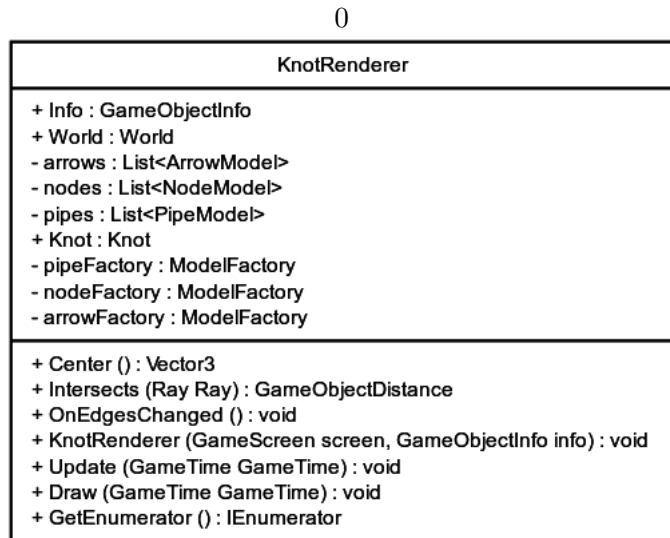 0
KnotRenderer
+ Info : GameObjectInfo
+ World : World
- arrows : List<ArrowModel>
- nodes : List<NodeModel>
- pipes : List<PipeModel>
+ Knot : Knot
- pipeFactory : ModelFactory
- nodeFactory : ModelFactory
- arrowFactory : ModelFactory
+ Center () : Vector3
+ Intersects (Ray Ray) : GameObjectDistance
+ OnEdgesChanged () : void
+ KnotRenderer (GameScreen screen, GameObjectInfo info) : void
+ Update (GameTime GameTime) : void
+ Draw (GameTime GameTime) : void
+ GetEnumerator () : IEnumerator